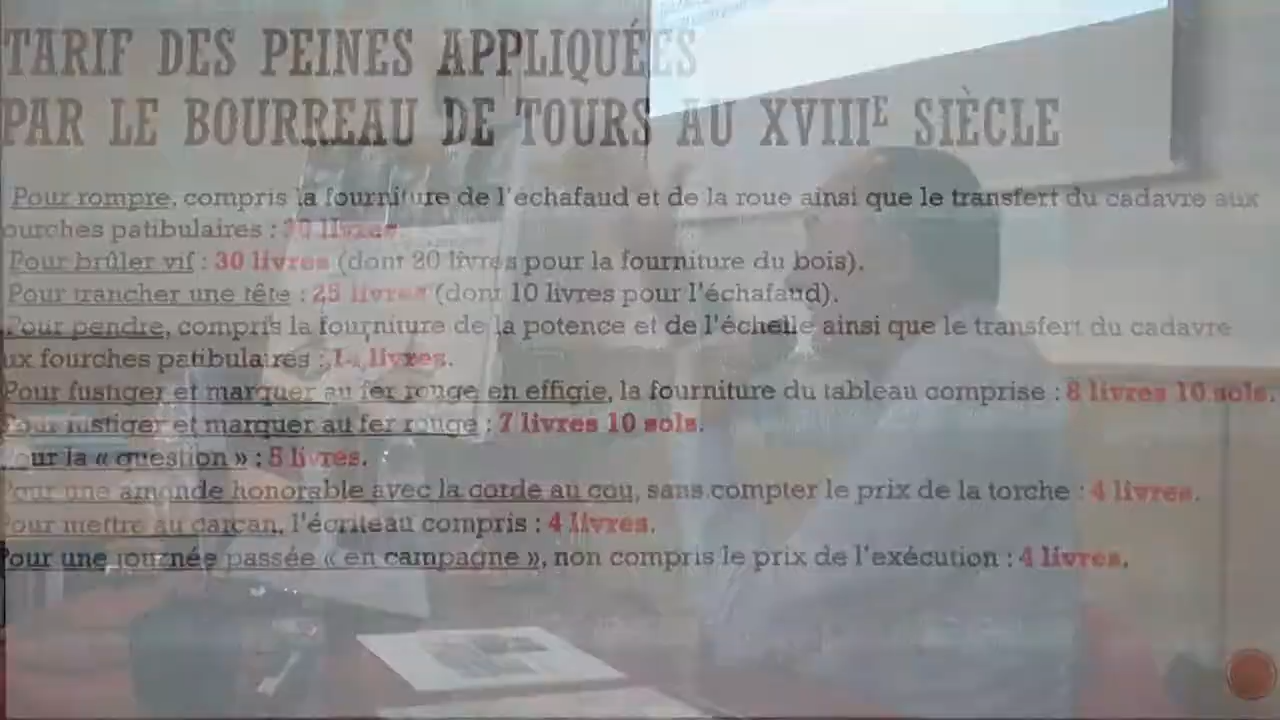 TARIF DES PEINES APPLIQUÉES
PAR LE BOURREAU DE TOURS AU XVIIIE SIÈCLE
Pour rompre, compris la fourniture de l'échafaud et de la roue ainsi que le transfert du cadavre aux
ourches patibulaires : livres.
Pour brûler vif : 30 livres (dont 20 livres pour la fourniture du bois).
Pour trancher une tête : 25 livres (dont 10 livres pour l'échafaud).
Pour pendre, compris la fourniture de la potence et de l'échelle ainsi que le transfert du cadavre
ux fourches patibulaires : livres.
Pour fustiger et marquer au fer rouge en effigie, la fourniture du tableau comprise : 8 livres 10 sols.
Pour fustiger et marquer au fer rouge : 7 livres 10 sols.
Pour la « question » : 5 livres.
Pour une amende honorable avec la corde au cou, sans compter le prix de la torche : 4 livres.
Pour mettre au carcan, l'écriteau compris : 4 livres.
Pour une journée passée « en campagne », non compris le prix de l'exécution : 4 livres.